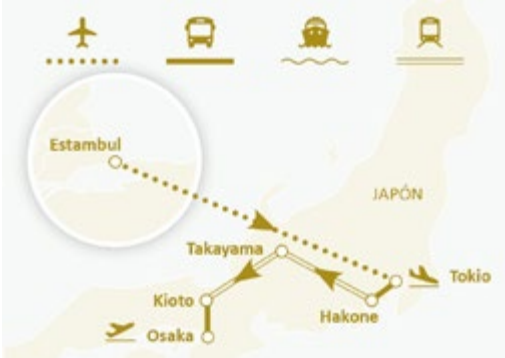 Estambul
JAPÓN
Takayama
Tokio
Kioto
Hakone
Osaka